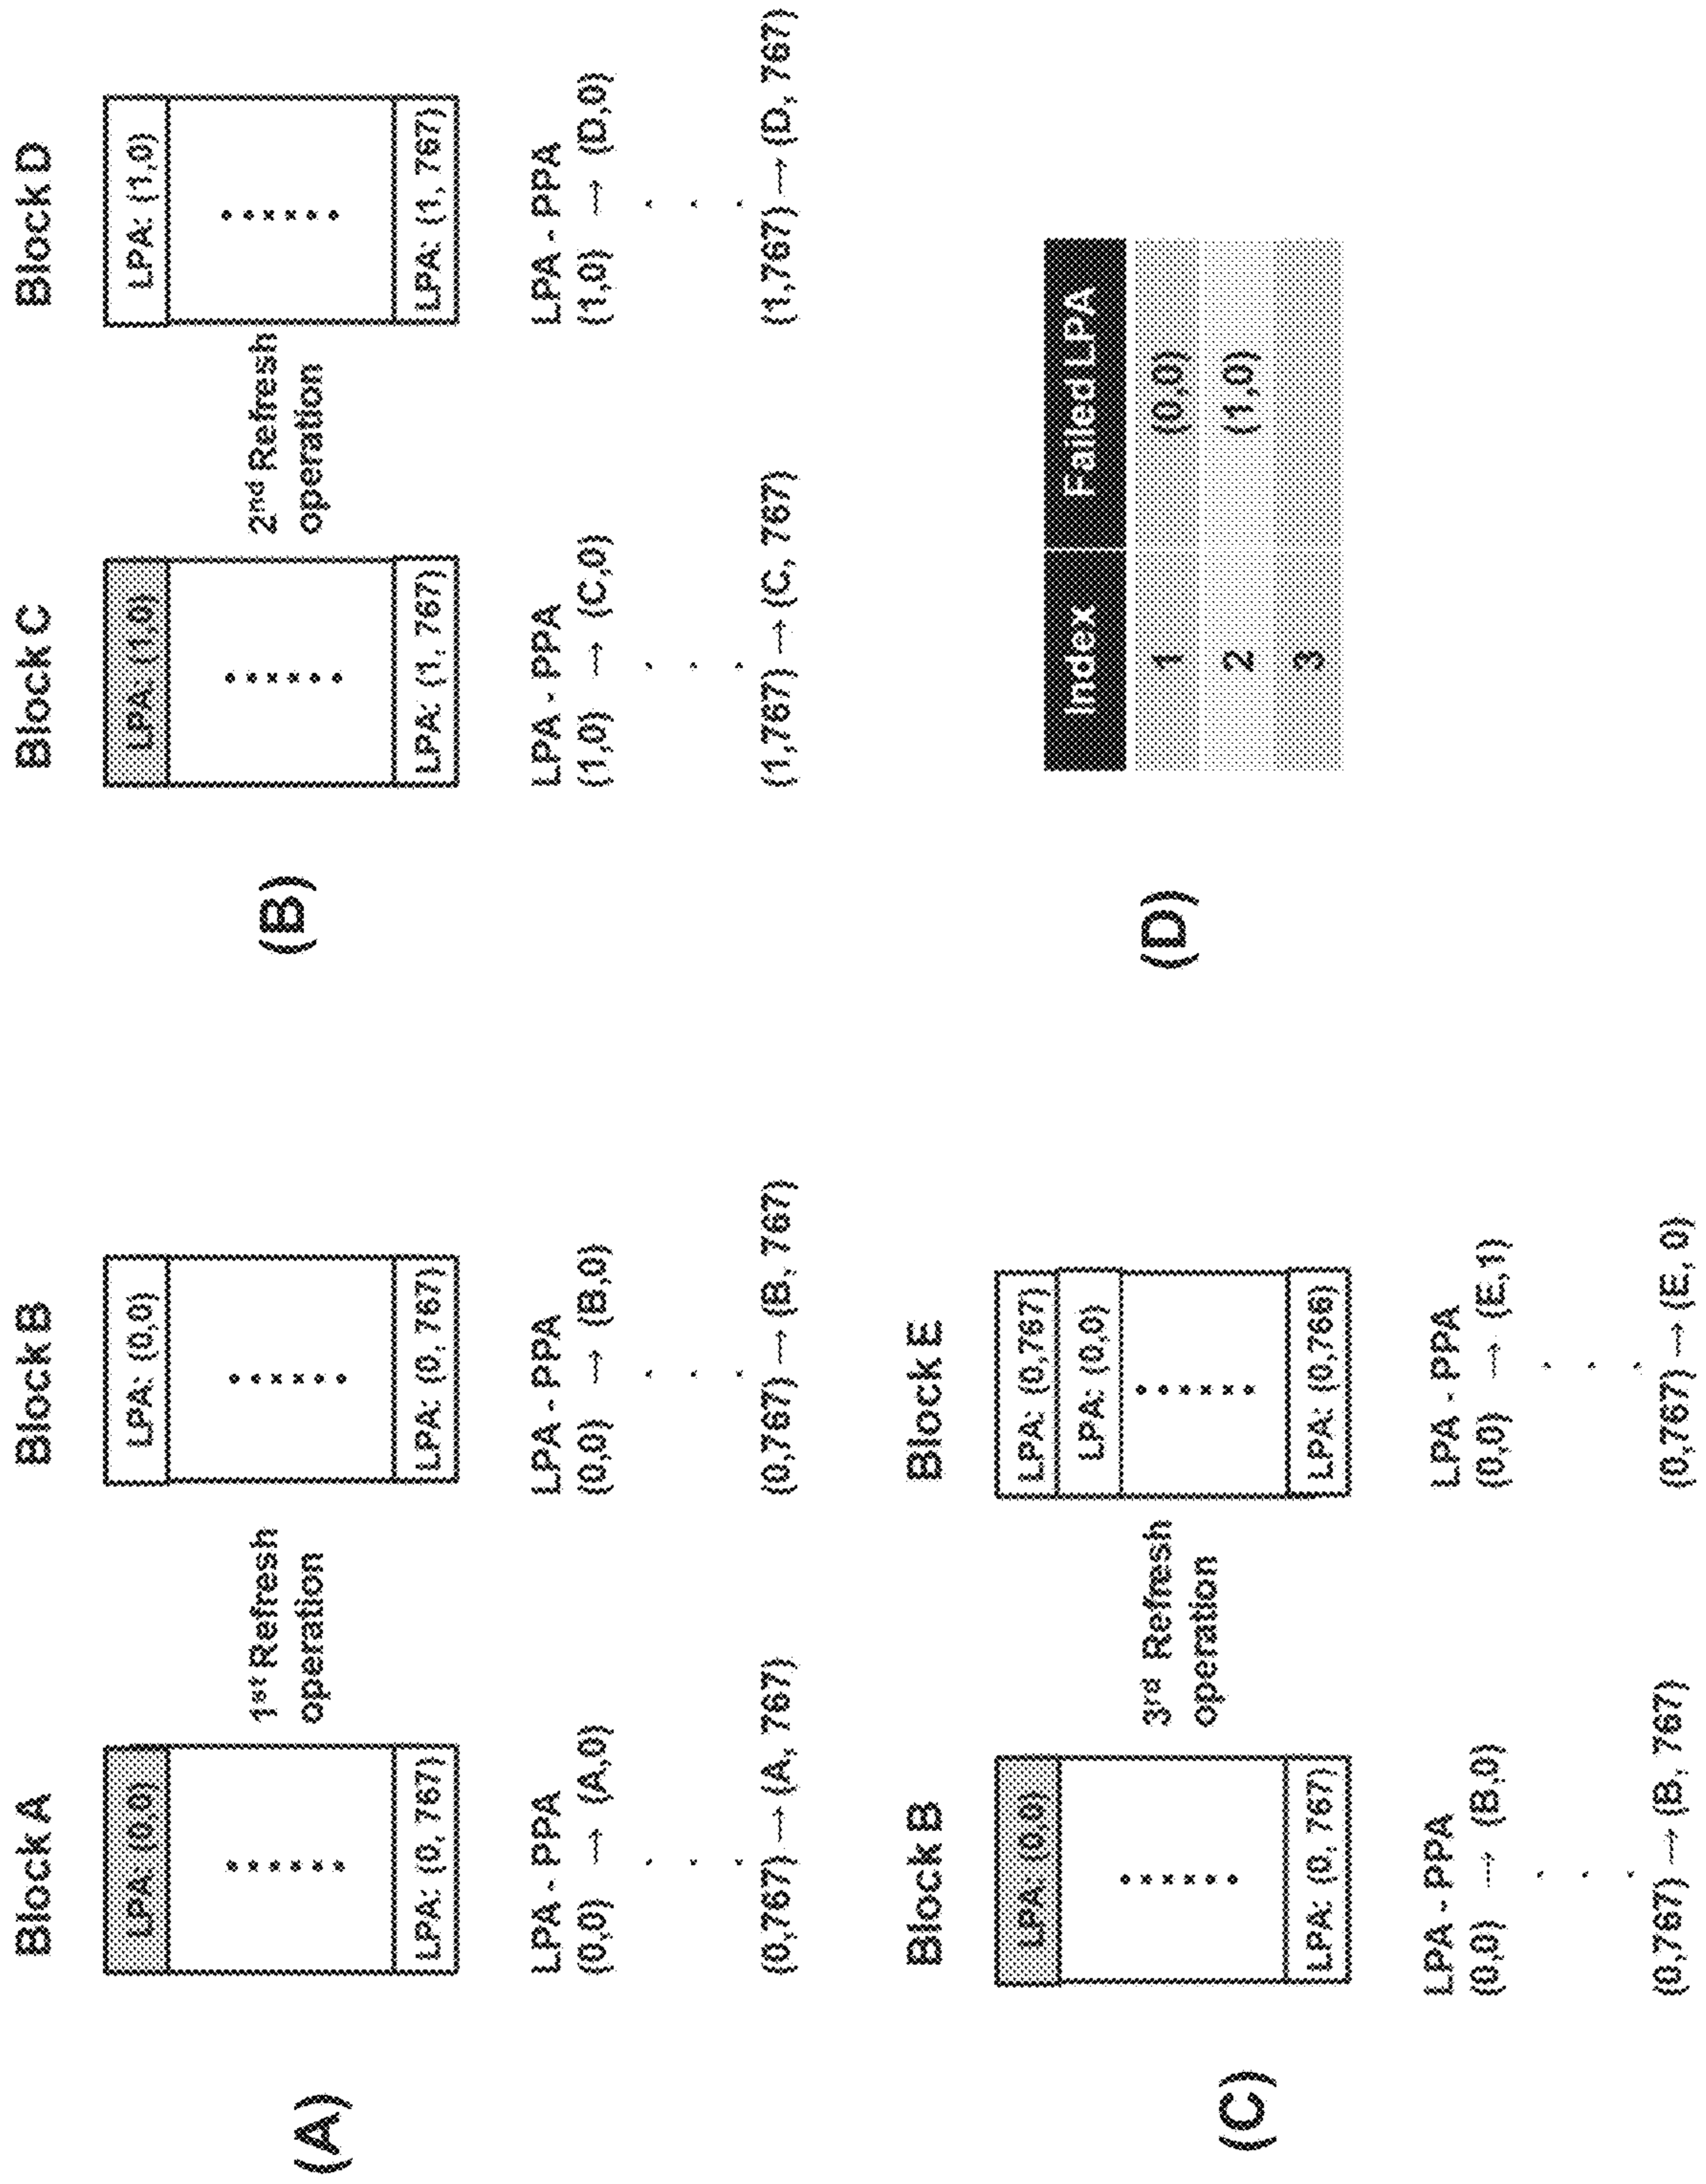 (A)
Block A
LPA: (0,0)
LPA: (0, 767)
LPA - PPA
(0,0) → (A,0)
(0,767) → (A, 767)
1st Refresh
operation
Block B
LPA: (0,0)
LPA: (0, 767)
LPA - PPA
(0,0) → (B,0)
(0,767) → (B, 767)
(B)
Block C
LPA: (1,0)
LPA: (1, 767)
LPA - PPA
(1,0) → (C,0)
(1,767) → (C, 767)
2nd Refresh
operation
Block D
LPA: (1,0)
LPA: (1, 767)
LPA - PPA
(1,0) → (D,0)
(1,767) → (D, 767)
(C)
Block B
LPA: (0,0)
LPA: (0, 767)
LPA - PPA
(0,0) → (B,0)
(0,767) → (B, 767)
3rd Refresh
operation
Block E
LPA: (0,767)
LPA: (0,0)
LPA: (0,766)
LPA - PPA
(0,0) → (E,1)
(0,767) → (E, 0)
(D)
Index Failed LPA
1 (0,0)
2 (1,0)
3